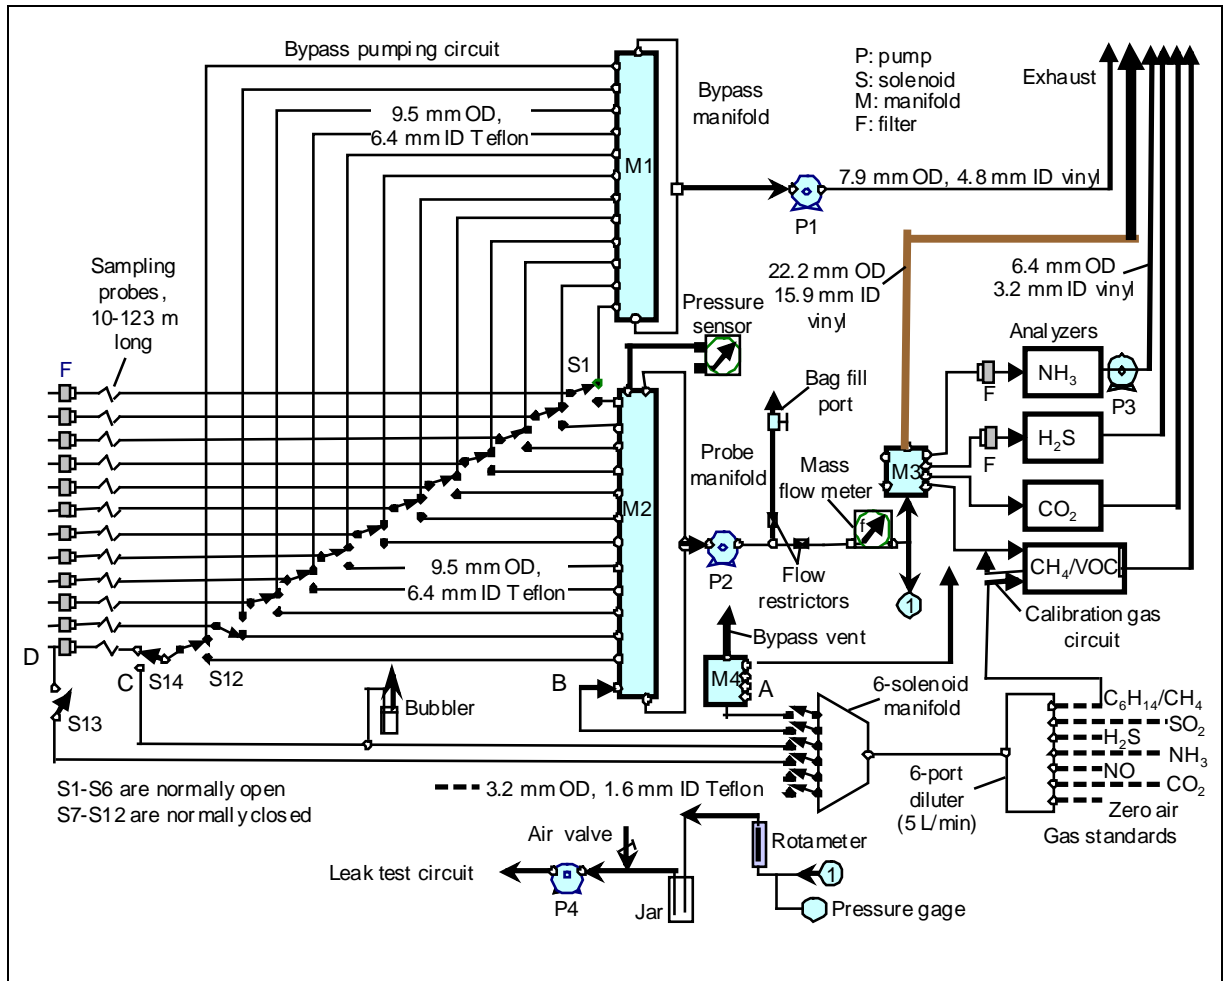 Bypass pumping circuit
9.5 mm OD,
6.4 mm ID Teflon
M1
Bypass
manifold
P: pump
S: solenoid
M: manifold
F: filter
Exhaust
7.9 mm OD, 4.8 mm ID vinyl
P1
Sampling
probes,
10-123 m
long
F
S1
Pressure
sensor
22.2 mm OD
15.9 mm ID
vinyl
6.4 mm OD
3.2 mm ID vinyl
Analyzers
NH3
P3
F
Bag fill
port
H2S
F
Probe
manifold
Mass
flow meter
M3
CO2
M2
f
P2
Flow
restrictors
CH4/VOC
1
Calibration gas
circuit
9.5 mm OD,
6.4 mm ID Teflon
Bypass vent
D
C
S14
S12
B
M4
A
6-solenoid
manifold
S13
Bubbler
C6H14/CH4
SO2
H2S
NH3
NO
CO2
Zero air
Gas standards
6-port
diluter
(5 L/min)
S1-S6 are normally open
S7-S12 are normally closed
3.2 mm OD, 1.6 mm ID Teflon
Air valve
Rotameter
Leak test circuit
P4
Jar
1
Pressure gage